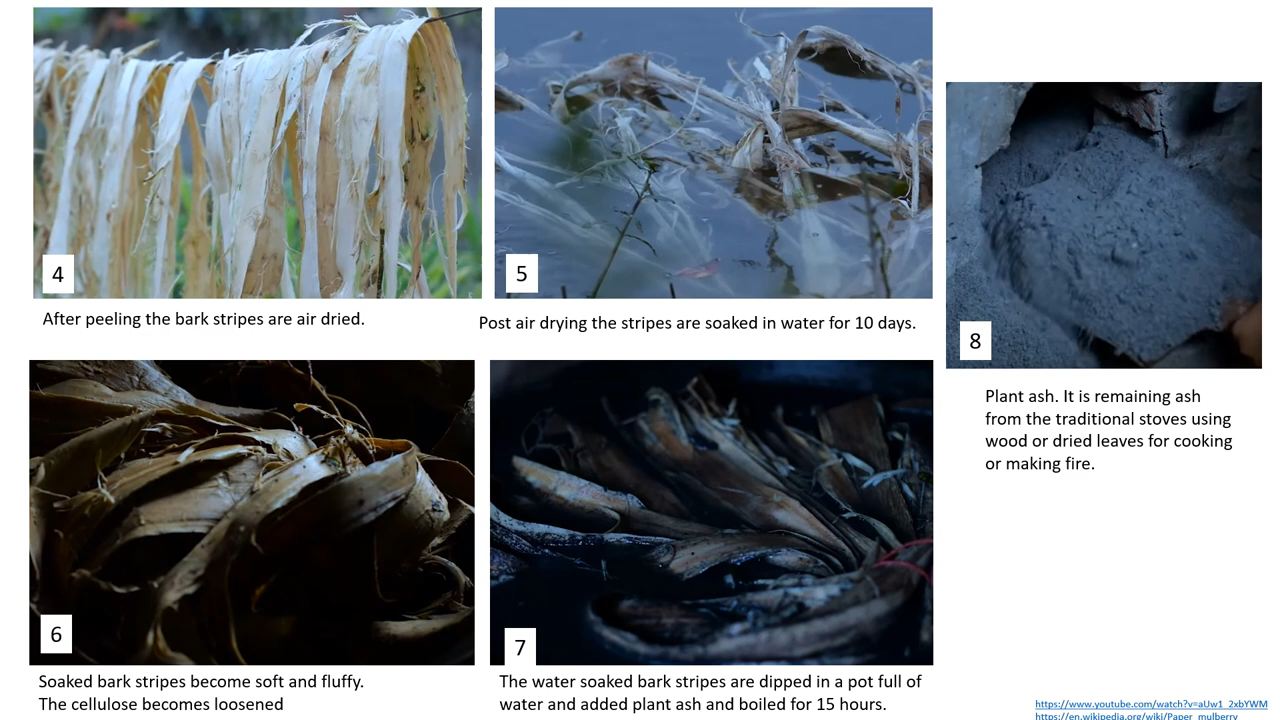 4
After peeling the bark stripes are air dried.
5
Post air drying the stripes are soaked in water for 10 days.
8
Plant ash. It is remaining ash
from the traditional stoves using
wood or dried leaves for cooking
or making fire.
6
Soaked bark stripes become soft and fluffy.
The cellulose becomes loosened
7
The water soaked bark stripes are dipped in a pot full of
water and added plant ash and boiled for 15 hours.
https://www.youtube.com/watch?v=aUw1_2xbYWM
https://en.wikipedia.org/wiki/Paper_mulberry